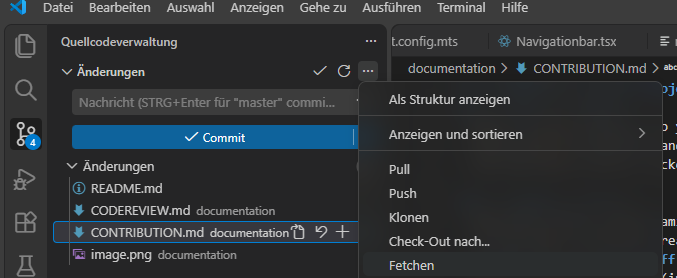 Datei Bearbeiten Auswahl Anzeigen Gehe zu Ausführen Terminal Hilfe
Quellcodeverwaltung ...
t.config.mts Navigationbar.tsx
Änderungen ...
documentation > CONTRIBUTION.md > abc
Nachricht (STRG+Enter für "master" commi...
Als Struktur anzeigen
Commit
Anzeigen und sortieren
4
Änderungen
Pull
README.md
Push
CODEREVIEW.md documentation
Klonen
CONTRIBUTION.md documentation
Check-Out nach...
image.png documentation
Fetchen